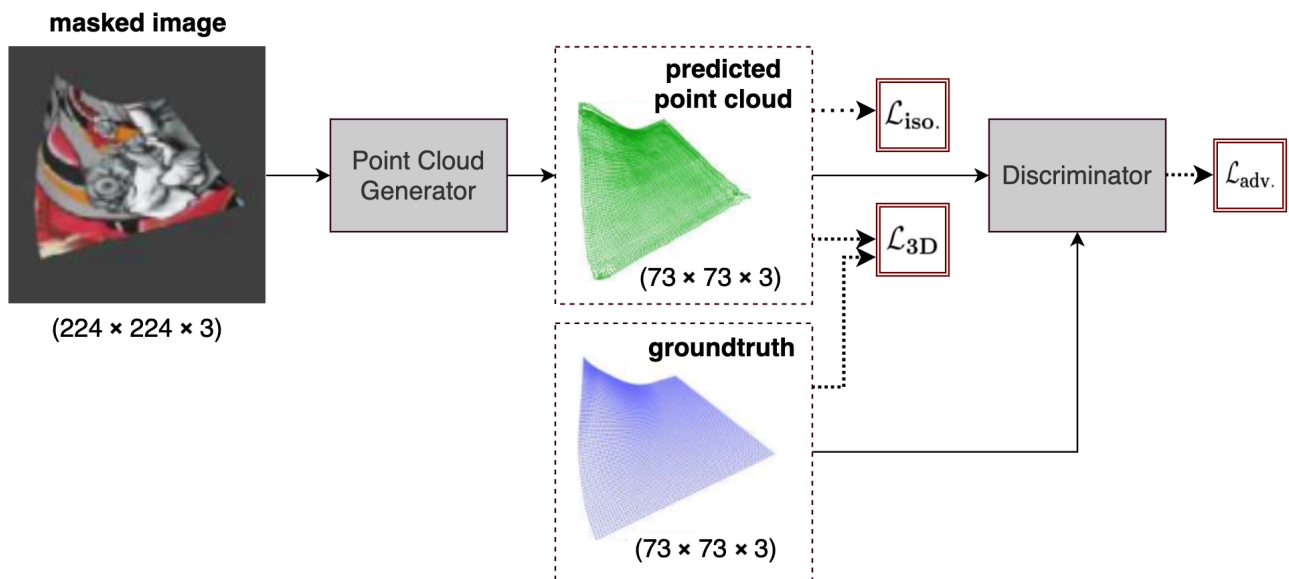 masked image
(224 × 224 × 3)
Point Cloud
Generator
predicted
point cloud
(73 × 73 × 3)
groundtruth
(73 × 73 × 3)
ℒiso.
ℒ3D
Discriminator
ℒadv.